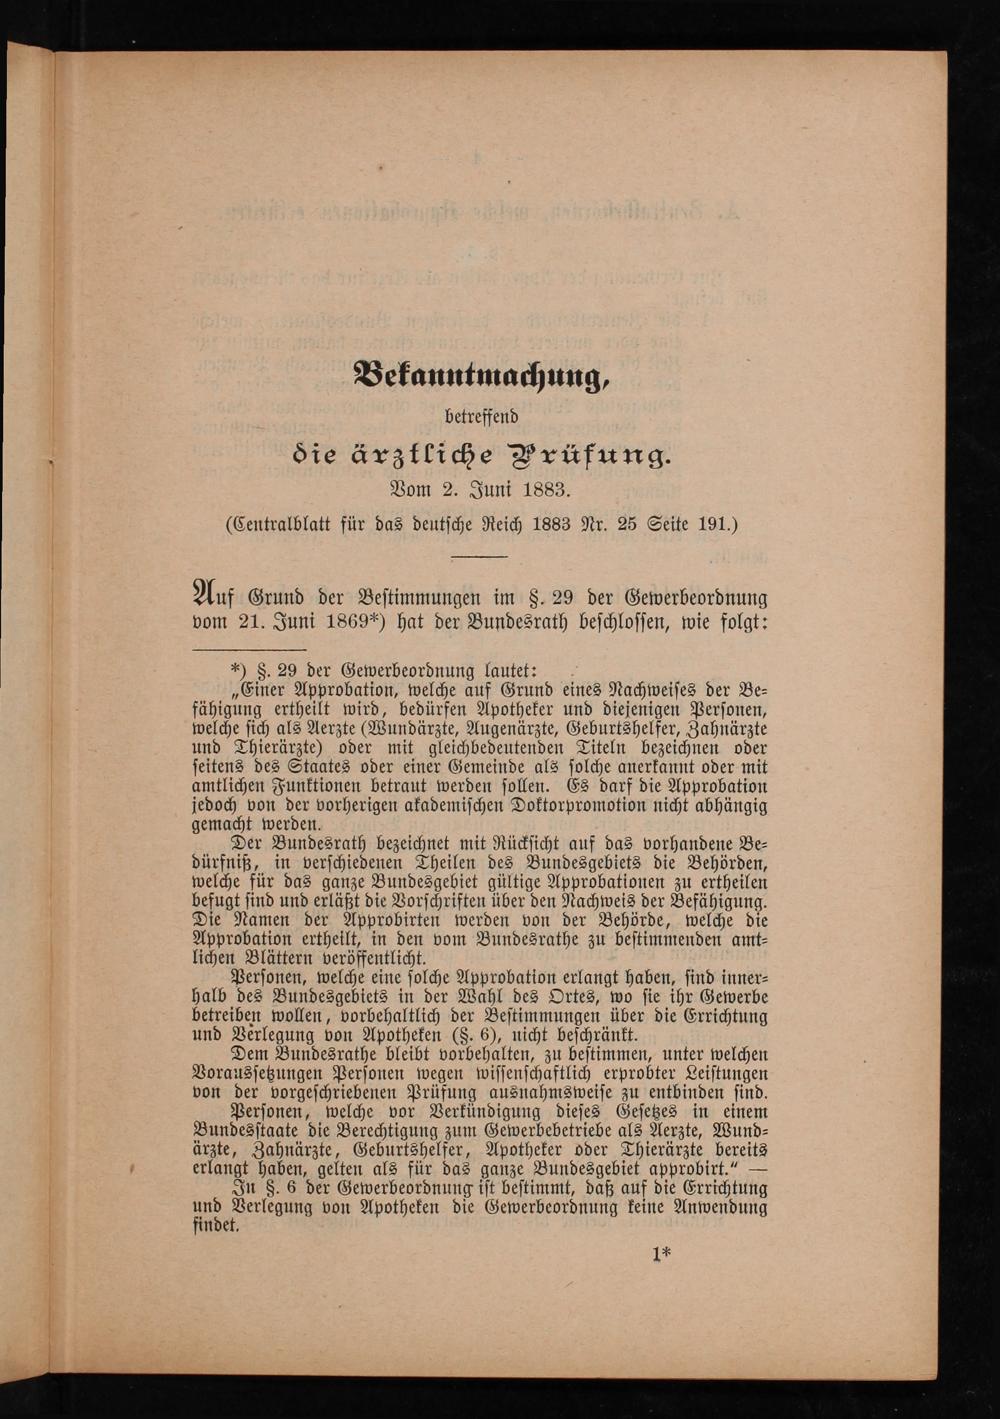 Bekanntmachung,
betreffend
die ärztliche Prüfung.
Vom 2. Juni 1883.
(Centralblatt für das deutsche Reich 1883 Nr. 25 Seite 191.)
Auf Grund der Bestimmungen im §. 29 der Gewerbeordnung
vom 21. Juni 1869*) hat der Bundesrath beschlossen, wie folgt:
*) §. 29 der Gewerbeordnung lautet:
„Einer Approbation, welche auf Grund eines Nachweises der Be=
fähigung ertheilt wird, bedürfen Apotheker und diejenigen Personen,
welche sich als Aerzte (Wundärzte, Augenärzte, Geburtshelfer, Zahnärzte
und Thierärzte) oder mit gleichbedeutenden Titeln bezeichnen oder
seitens des Staates oder einer Gemeinde als solche anerkannt oder mit
amtlichen Funktionen betraut werden sollen. Es darf die Approbation
jedoch von der vorherigen akademischen Doktorpromotion nicht abhängig
gemacht werden.
Der Bundesrath bezeichnet mit Rücksicht auf das vorhandene Be=
dürfniß, in verschiedenen Theilen des Bundesgebiets die Behörden,
welche für das ganze Bundesgebiet gültige Approbationen zu ertheilen
befugt sind und erläßt die Vorschriften über den Nachweis der Befähigung.
Die Namen der Approbirten werden von der Behörde, welche die
Approbation ertheilt, in den vom Bundesrathe zu bestimmenden amt=
lichen Blättern veröffentlicht.
Personen, welche eine solche Approbation erlangt haben, sind inner=
halb des Bundesgebiets in der Wahl des Ortes, wo sie ihr Gewerbe
betreiben wollen, vorbehaltlich der Bestimmungen über die Errichtung
und Verlegung von Apotheken (§. 6), nicht beschränkt.
Dem Bundesrathe bleibt vorbehalten, zu bestimmen, unter welchen
Voraussetzungen Personen wegen wissenschaftlich erprobter Leistungen
von der vorgeschriebenen Prüfung ausnahmsweise zu entbinden sind.
Personen, welche vor Verkündigung dieses Gesetzes in einem
Bundesstaate die Berechtigung zum Gewerbebetriebe als Aerzte, Wund=
ärzte, Zahnärzte, Geburtshelfer, Apotheker oder Thierärzte bereits
erlangt haben, gelten als für das ganze Bundesgebiet approbirt.“ —
In §. 6 der Gewerbeordnung ist bestimmt, daß auf die Errichtung
und Verlegung von Apotheken die Gewerbeordnung keine Anwendung
findet.
1*